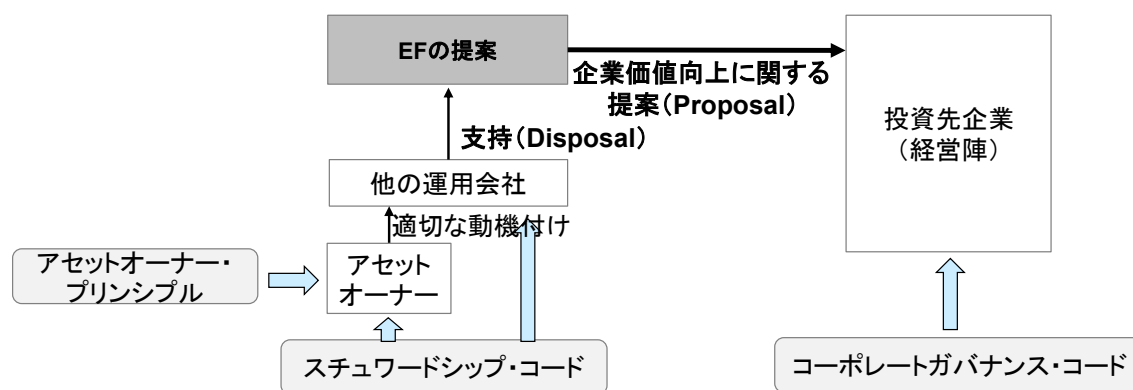 EFの提案
企業価値向上に関する
提案(Proposal)
投資先企業
(経営陣)
支持(Disposal)
他の運用会社
適切な動機付け
アセットオーナー・
プリンシプル
アセット
オーナー
スチュワードシップ・コード
コーポレートガバナンス・コード